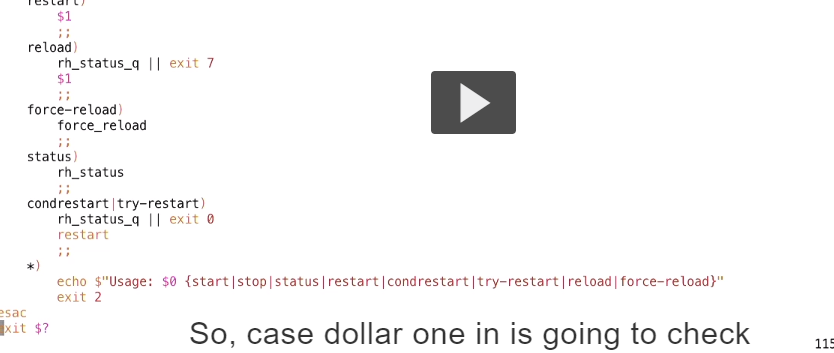 restart)
$1
;;
reload)
rh_status_q || exit 7
$1
;;
force-reload)
force_reload
;;
status)
rh_status
;;
condrestart|try-restart)
rh_status_q || exit 0
restart
;;
*)
echo $"Usage: $0 {start|stop|status|restart|condrestart|try-restart|reload|force-reload}"
exit 2
esac
exit $?
So, case dollar one in is going to check
115